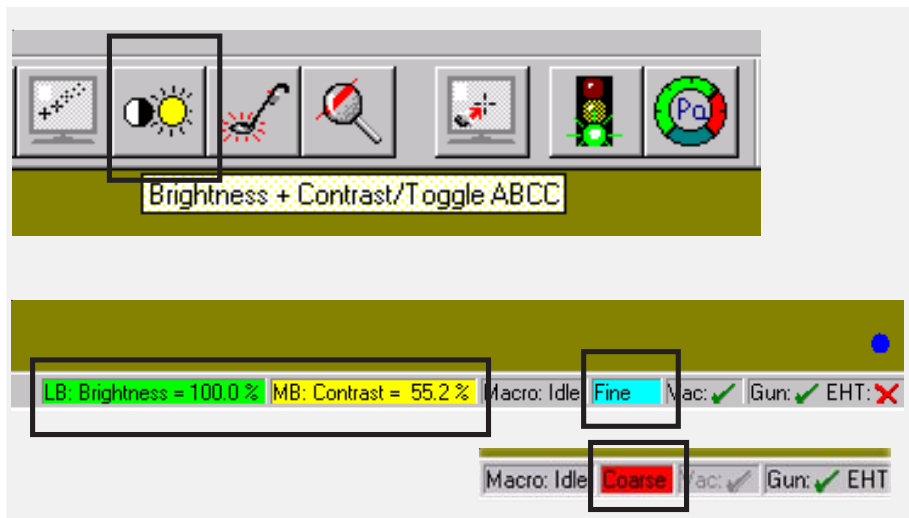 Pa
Brightness + Contrast/Toggle ABCC
LB: Brightness = 100.0 % MB: Contrast = 55.2 % Macro: Idle Fine Vac: Gun: EHT:
Macro: Idle Coarse Vac: Gun: EHT